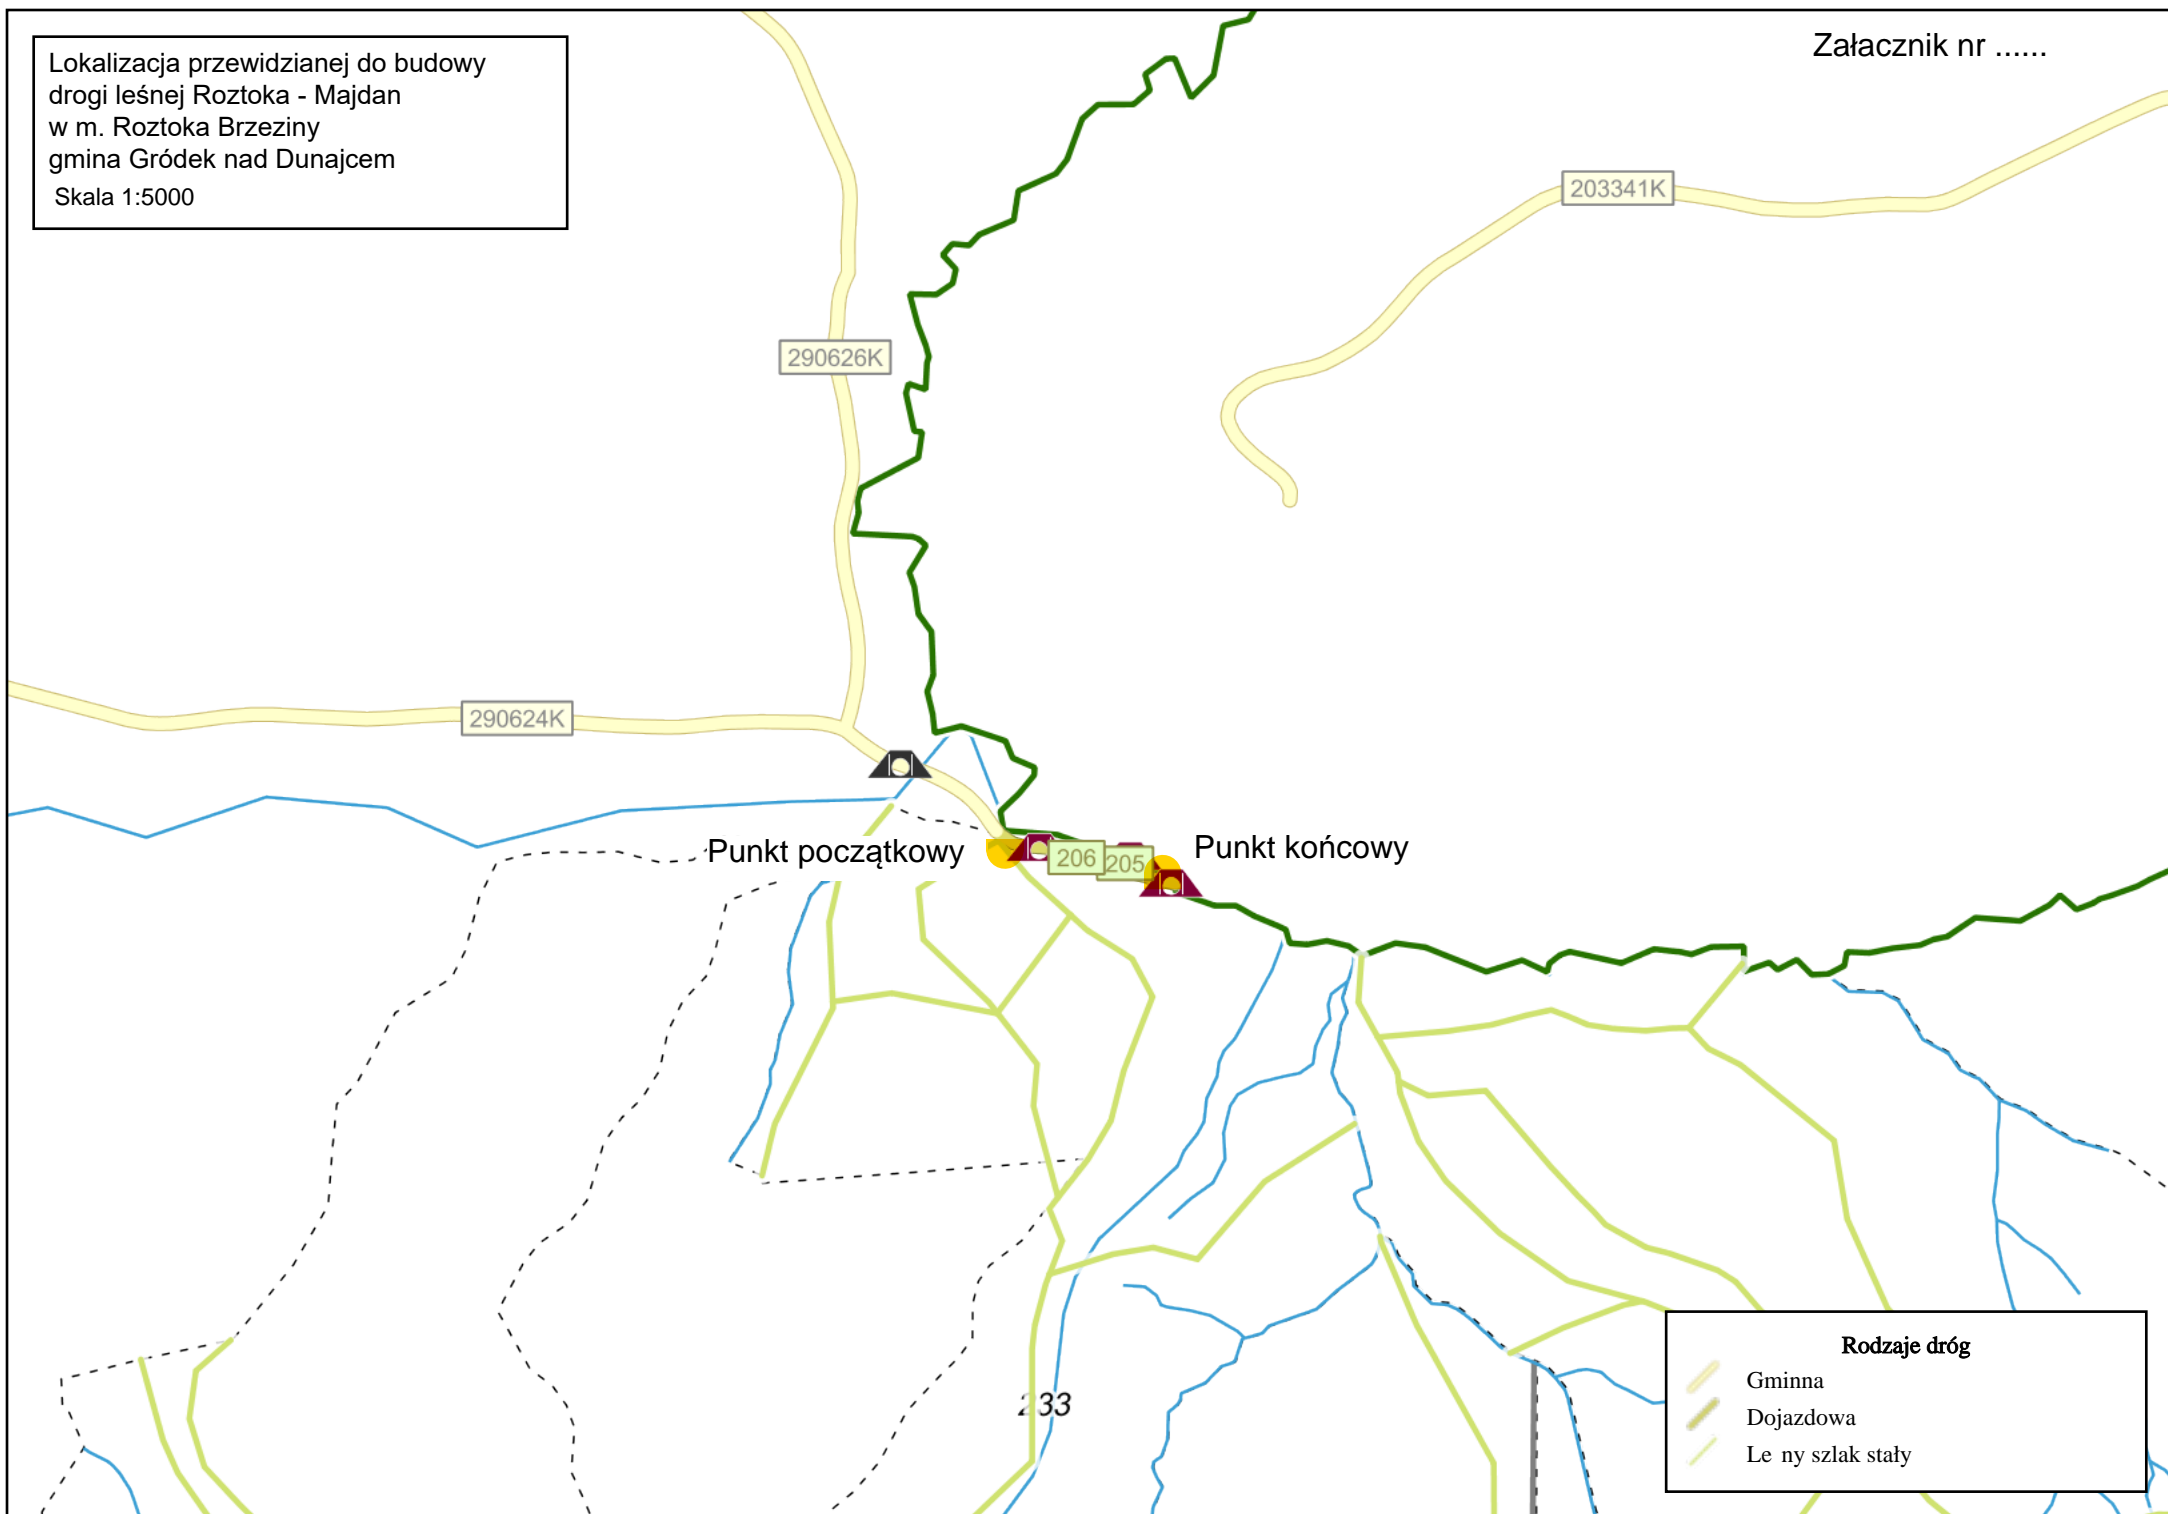 Lokalizacja przewidzianej do budowy
drogi leśnej Roztoka - Majdan
w m. Roztoka Brzeziny
gmina Gródek nad Dunajcem
Skala 1:5000
Załacznik nr ......
203341K
290626K
290624K
Punkt początkowy
206
205
Punkt końcowy
233
Rodzaje dróg
Gminna
Dojazdowa
Le ny szlak stały